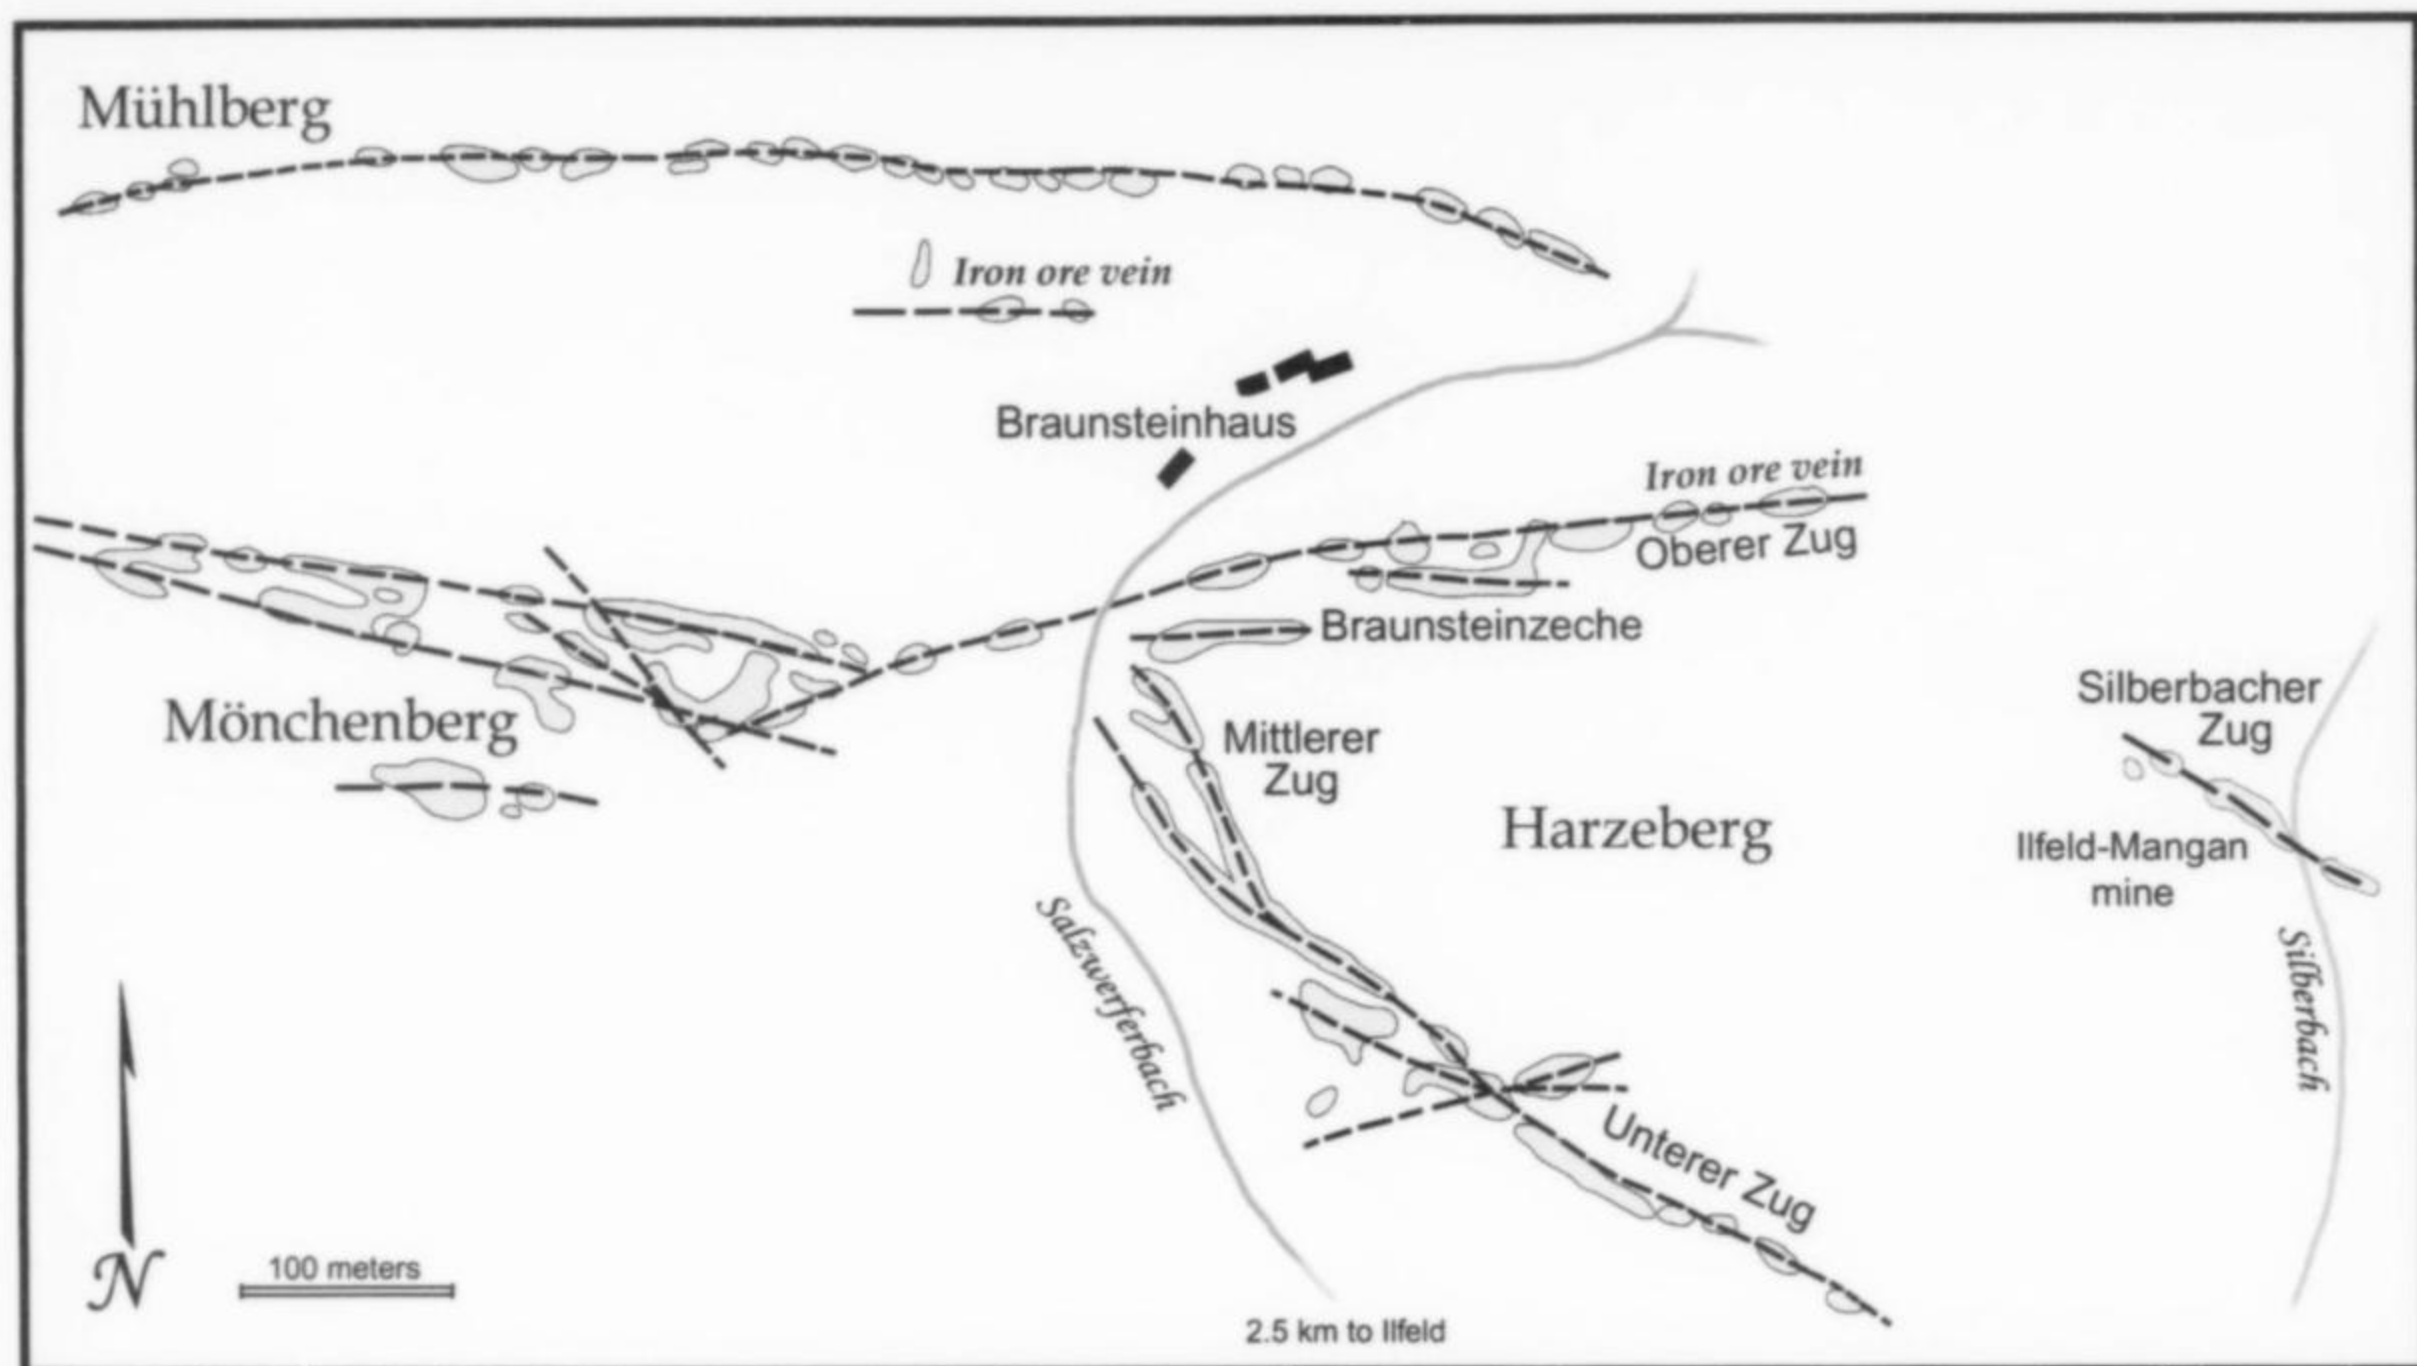 Mühlberg
Iron ore vein
Braunsteinhaus
Iron ore vein
Oberer Zug
Braunsteinzeche
Mönchenberg
Mittlerer
Zug
Silberbacher
Zug
Harzeberg
Ilfeld-Mangan
mine
Salzwerferbach
Silberbach
Unterer Zug
N
100 meters
2.5 km to Ilfeld